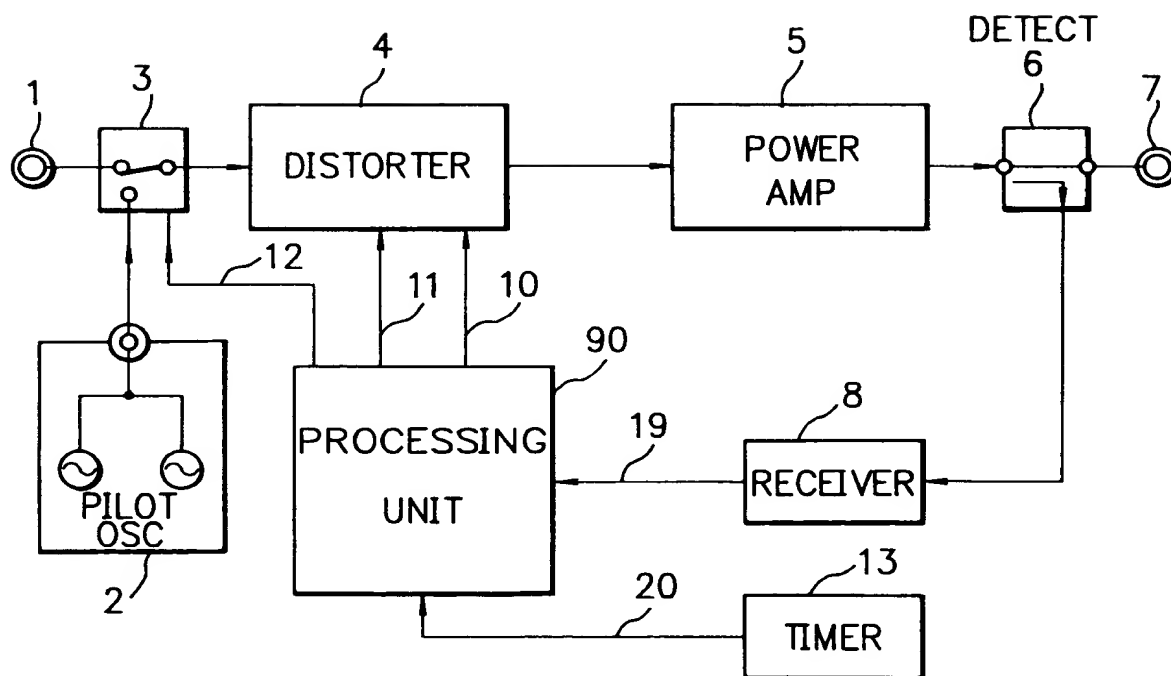 DETECT
4
5
6
7
1
3
DISTORTER
POWER
AMP
12
11
10
90
8
PROCESSING
UNIT
19
RECEIVER
PILOT
OSC
2
20
13
TIMER